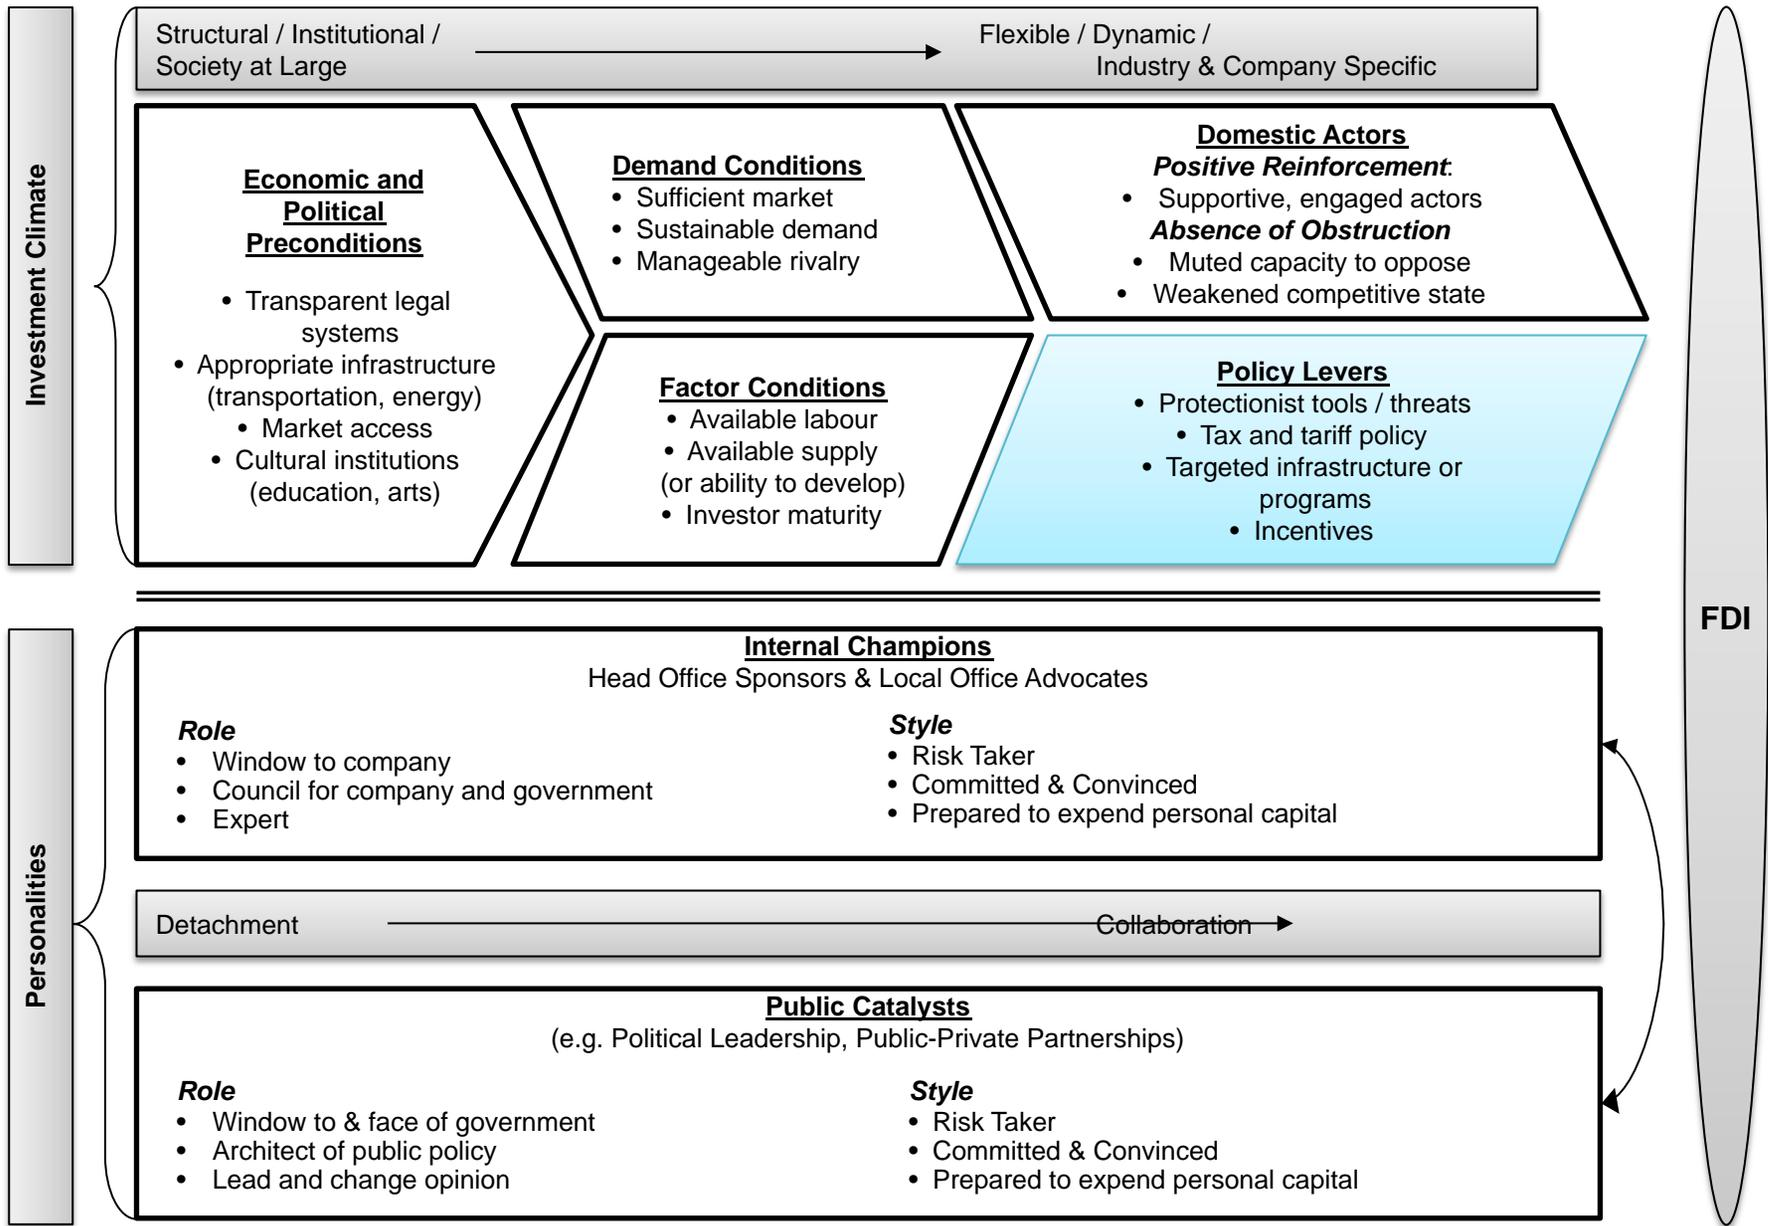 Investment Climate
Structural / Institutional /
Society at Large
Flexible / Dynamic /
Industry & Company Specific
Economic and
Political
Preconditions
• Transparent legal
systems
• Appropriate infrastructure
(transportation, energy)
• Market access
• Cultural institutions
(education, arts)
Demand Conditions
• Sufficient market
• Sustainable demand
• Manageable rivalry
Factor Conditions
• Available labour
• Available supply
(or ability to develop)
• Investor maturity
Domestic Actors
Positive Reinforcement:
• Supportive, engaged actors
Absence of Obstruction
• Muted capacity to oppose
• Weakened competitive state
Policy Levers
• Protectionist tools / threats
• Tax and tariff policy
• Targeted infrastructure or
programs
• Incentives
FDI
Personalities
Internal Champions
Head Office Sponsors & Local Office Advocates
Role
• Window to company
• Council for company and government
• Expert
Style
• Risk Taker
• Committed & Convinced
• Prepared to expend personal capital
Detachment
Collaboration
Public Catalysts
(e.g. Political Leadership, Public-Private Partnerships)
Role
• Window to & face of government
• Architect of public policy
• Lead and change opinion
Style
• Risk Taker
• Committed & Convinced
• Prepared to expend personal capital